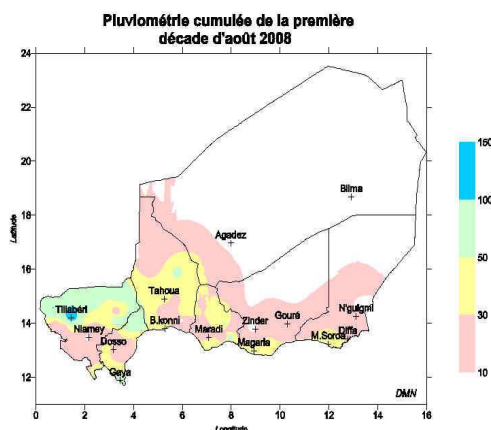 Pluviométrie cumulée de la première
décade d'août 2008
24
22
20
18
16
14
12
0 2 4 6 8 10 12 14 16
Latitude
Longitude
150
100
50
30
10
Bilma
Agadez
Tahoua
Tillabéri
B.konni
Niamey
Dosso
Gaya
Maradi
Zinder
Gouré
N'guigmi
Magaria
M.Soroa
Diffa
DMN